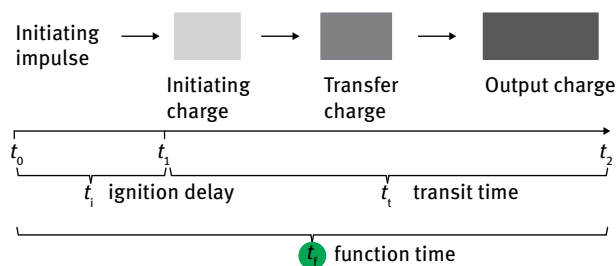 Initiating
impulse
Initiating
charge
Transfer
charge
Output charge
t0 t1 t2
ti ignition delay
tt transit time
tf function time